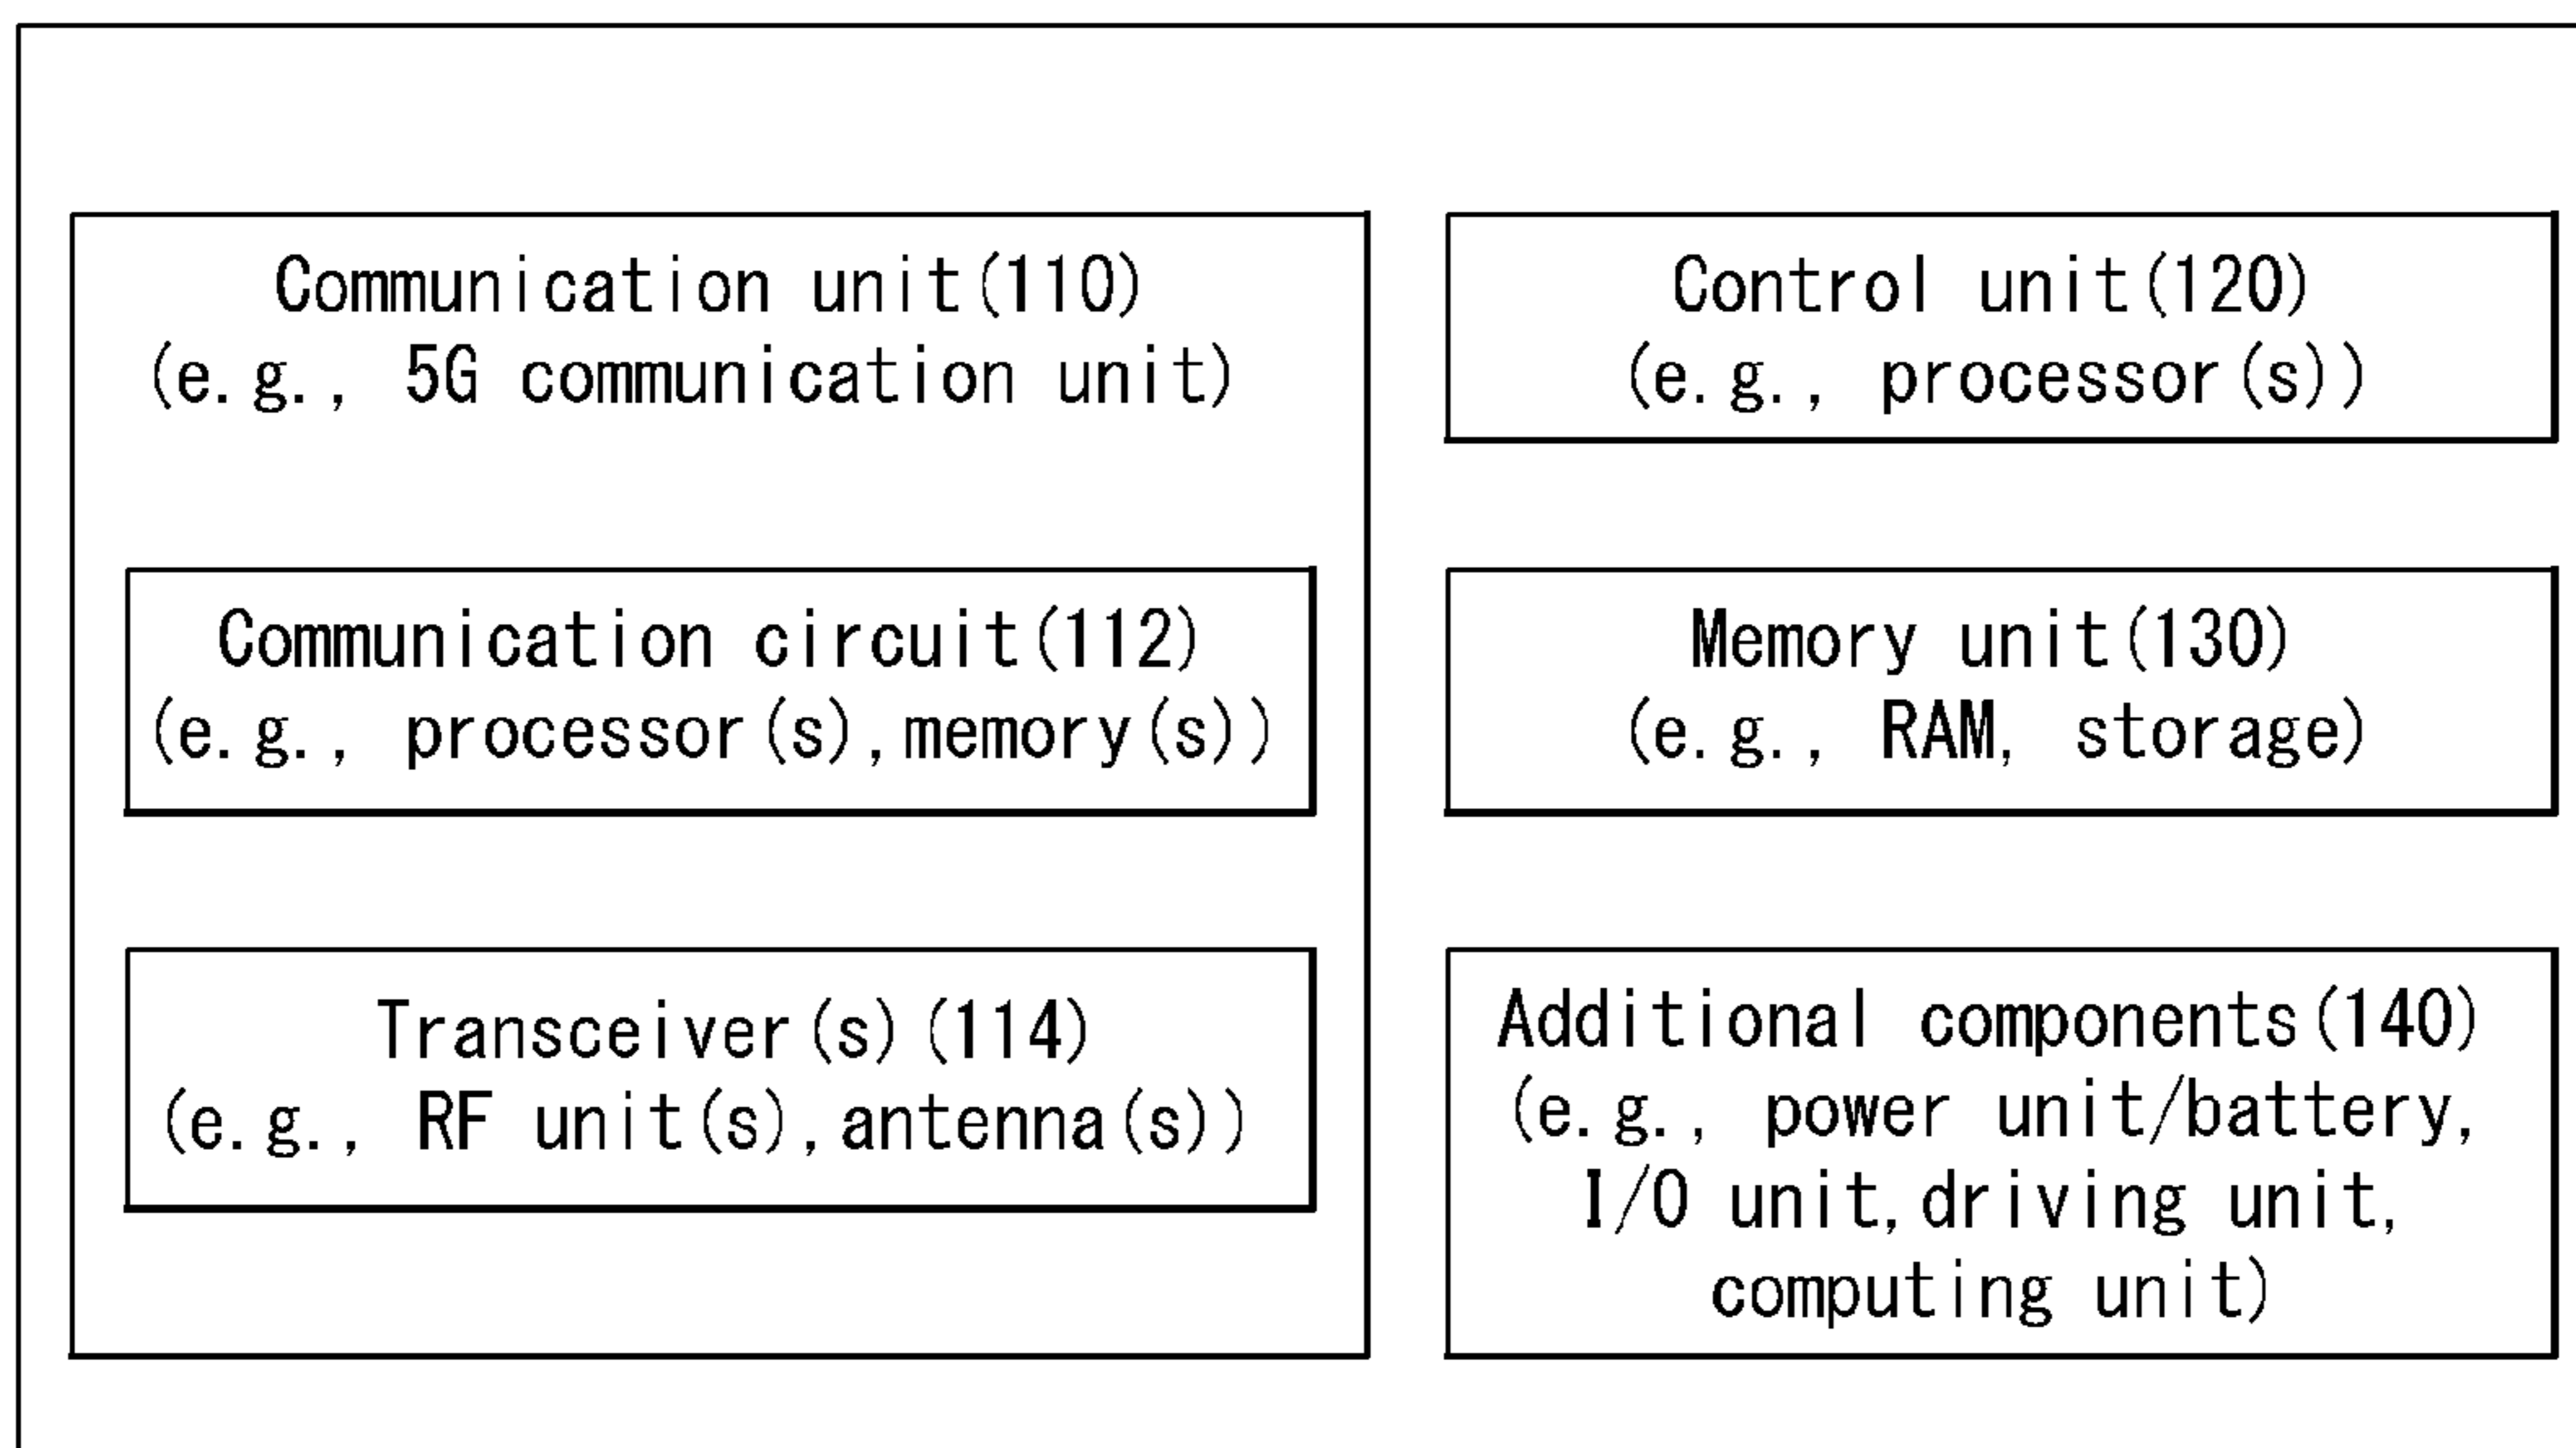 Communication unit(110)
(e.g., 5G communication unit)
Communication circuit(112)
(e.g., processor(s),memory(s))
Transceiver(s)(114)
(e.g., RF unit(s),antenna(s))
Control unit(120)
(e.g., processor(s))
Memory unit(130)
(e.g., RAM, storage)
Additional components(140)
(e.g., power unit/battery,
I/O unit,driving unit,
computing unit)